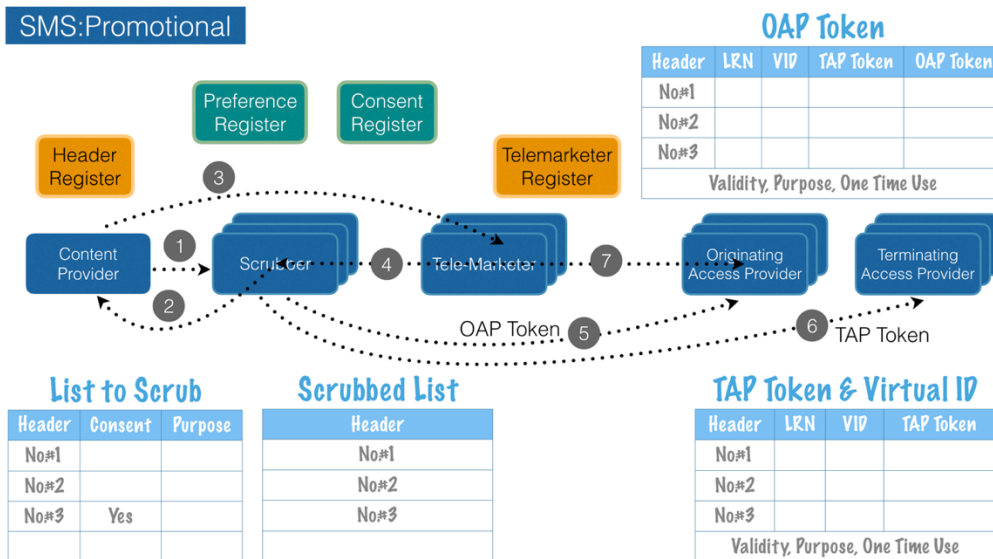 SMS:Promotional
OAP Token
Header LRN VID TAP Token OAP Token
No#1
No#2
No#3
Validity, Purpose, One Time Use
Preference
Register
Consent
Register
Header
Register
Telemarketer
Register
3
Content
Provider
1
Scrubber
4
Tele-Marketer
7
Originating
Access Provider
Terminating
Access Provider
2
OAP Token
5
6
TAP Token
List to Scrub
Header Consent Purpose
No#1
No#2
No#3 Yes
Scrubbed List
Header
No#1
No#2
No#3
TAP Token & Virtual ID
Header LRN VID TAP Token
No#1
No#2
No#3
Validity, Purpose, One Time Use